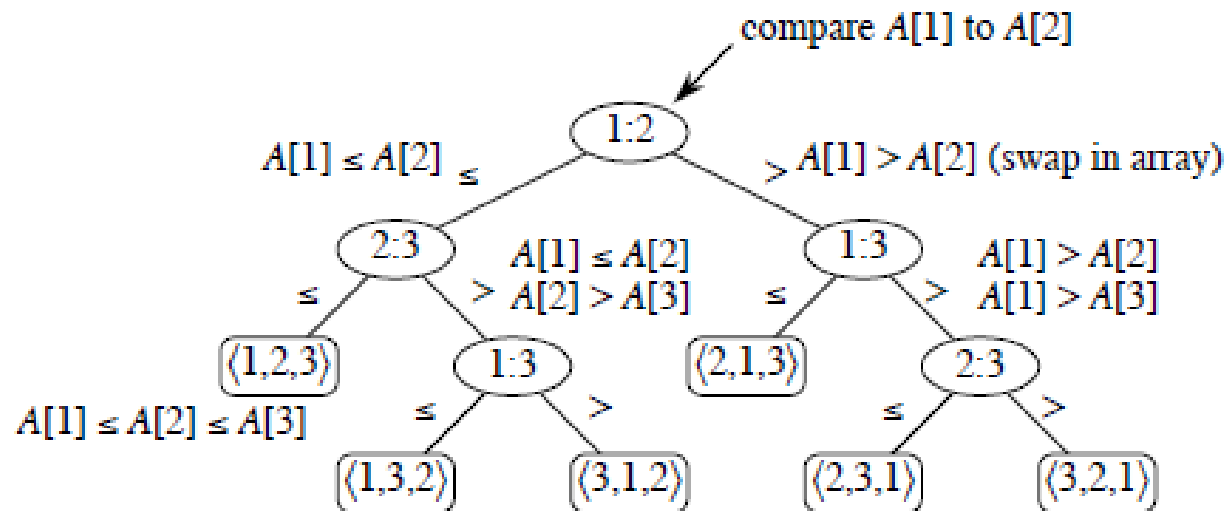 compare A[1] to A[2]
1:2
A[1] ≤ A[2] ≤ > A[1] > A[2] (swap in array)
2:3 1:3
A[1] ≤ A[2] A[1] > A[2]
≤ > A[2] > A[3] ≤ > A[1] > A[3]
⟨1,2,3⟩ 1:3 ⟨2,1,3⟩ 2:3
A[1] ≤ A[2] ≤ A[3] ≤ > ≤ >
⟨1,3,2⟩ ⟨3,1,2⟩ ⟨2,3,1⟩ ⟨3,2,1⟩